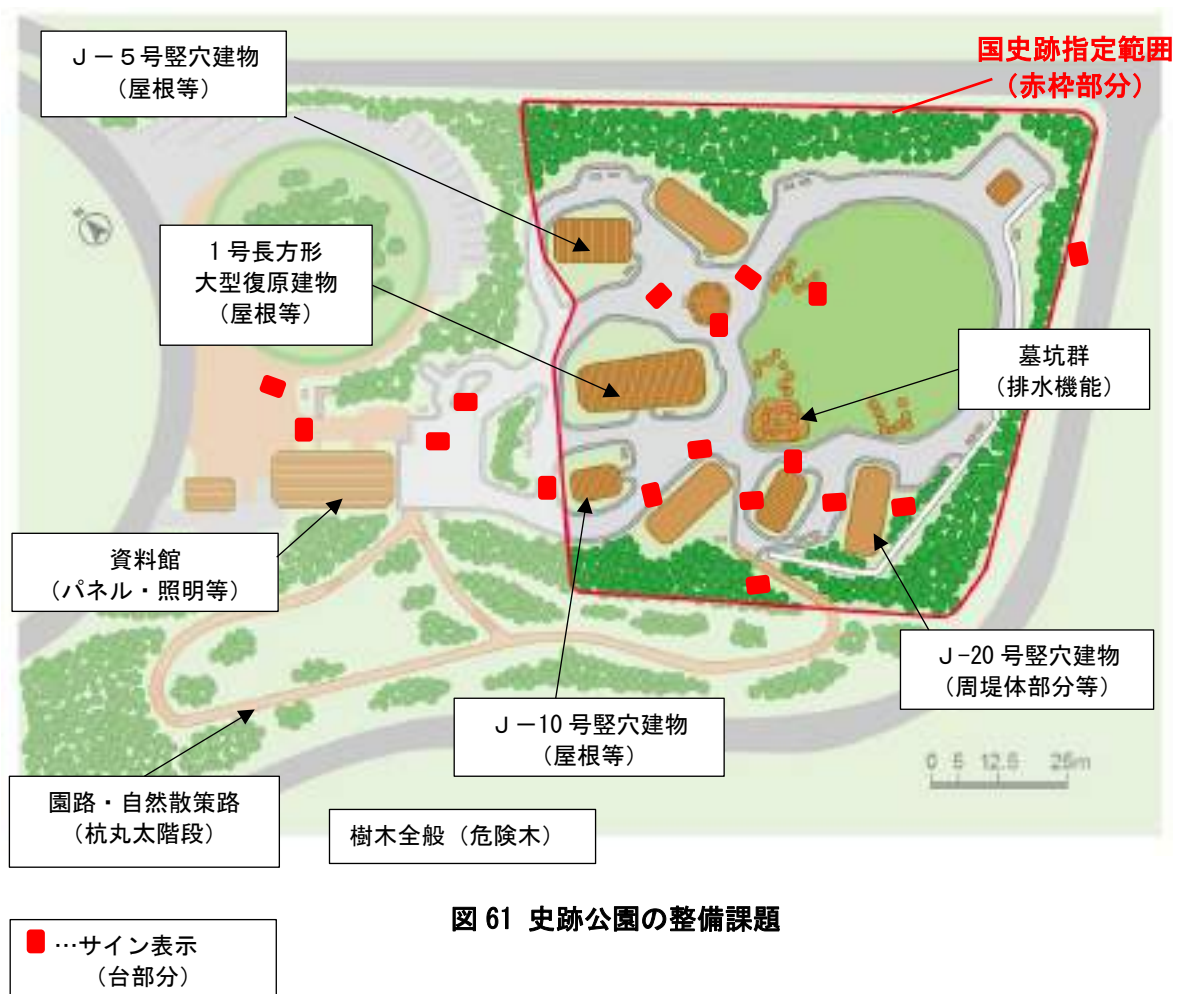 国史跡指定範囲
（赤枠部分）
Ｊ－５号竪穴建物
（屋根等）
１号長方形
大型復原建物
（屋根等）
墓坑群
（排水機能）
資料館
（パネル・照明等）
Ｊ-20 号竪穴建物
（周堤体部分等）
Ｊ－10 号竪穴建物
（屋根等）
0 5 12.5 25m
園路・自然散策路
（杭丸太階段）
樹木全般（危険木）
図 61 史跡公園の整備課題
…サイン表示
（台部分）